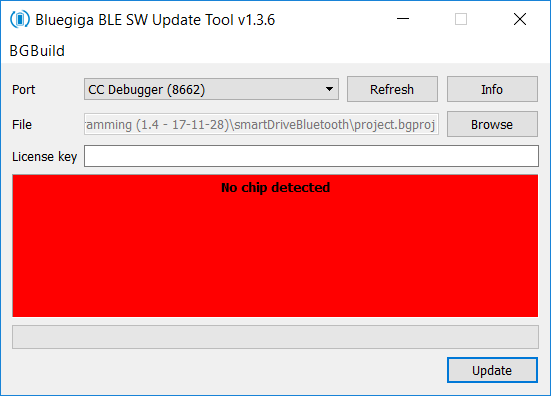 Bluegiga BLE SW Update Tool v1.3.6
BGBuild
Port CC Debugger (8662) Refresh Info
File ramming (1.4 - 17-11-28)\smartDriveBluetooth\project.bgproj Browse
License key
No chip detected
Update